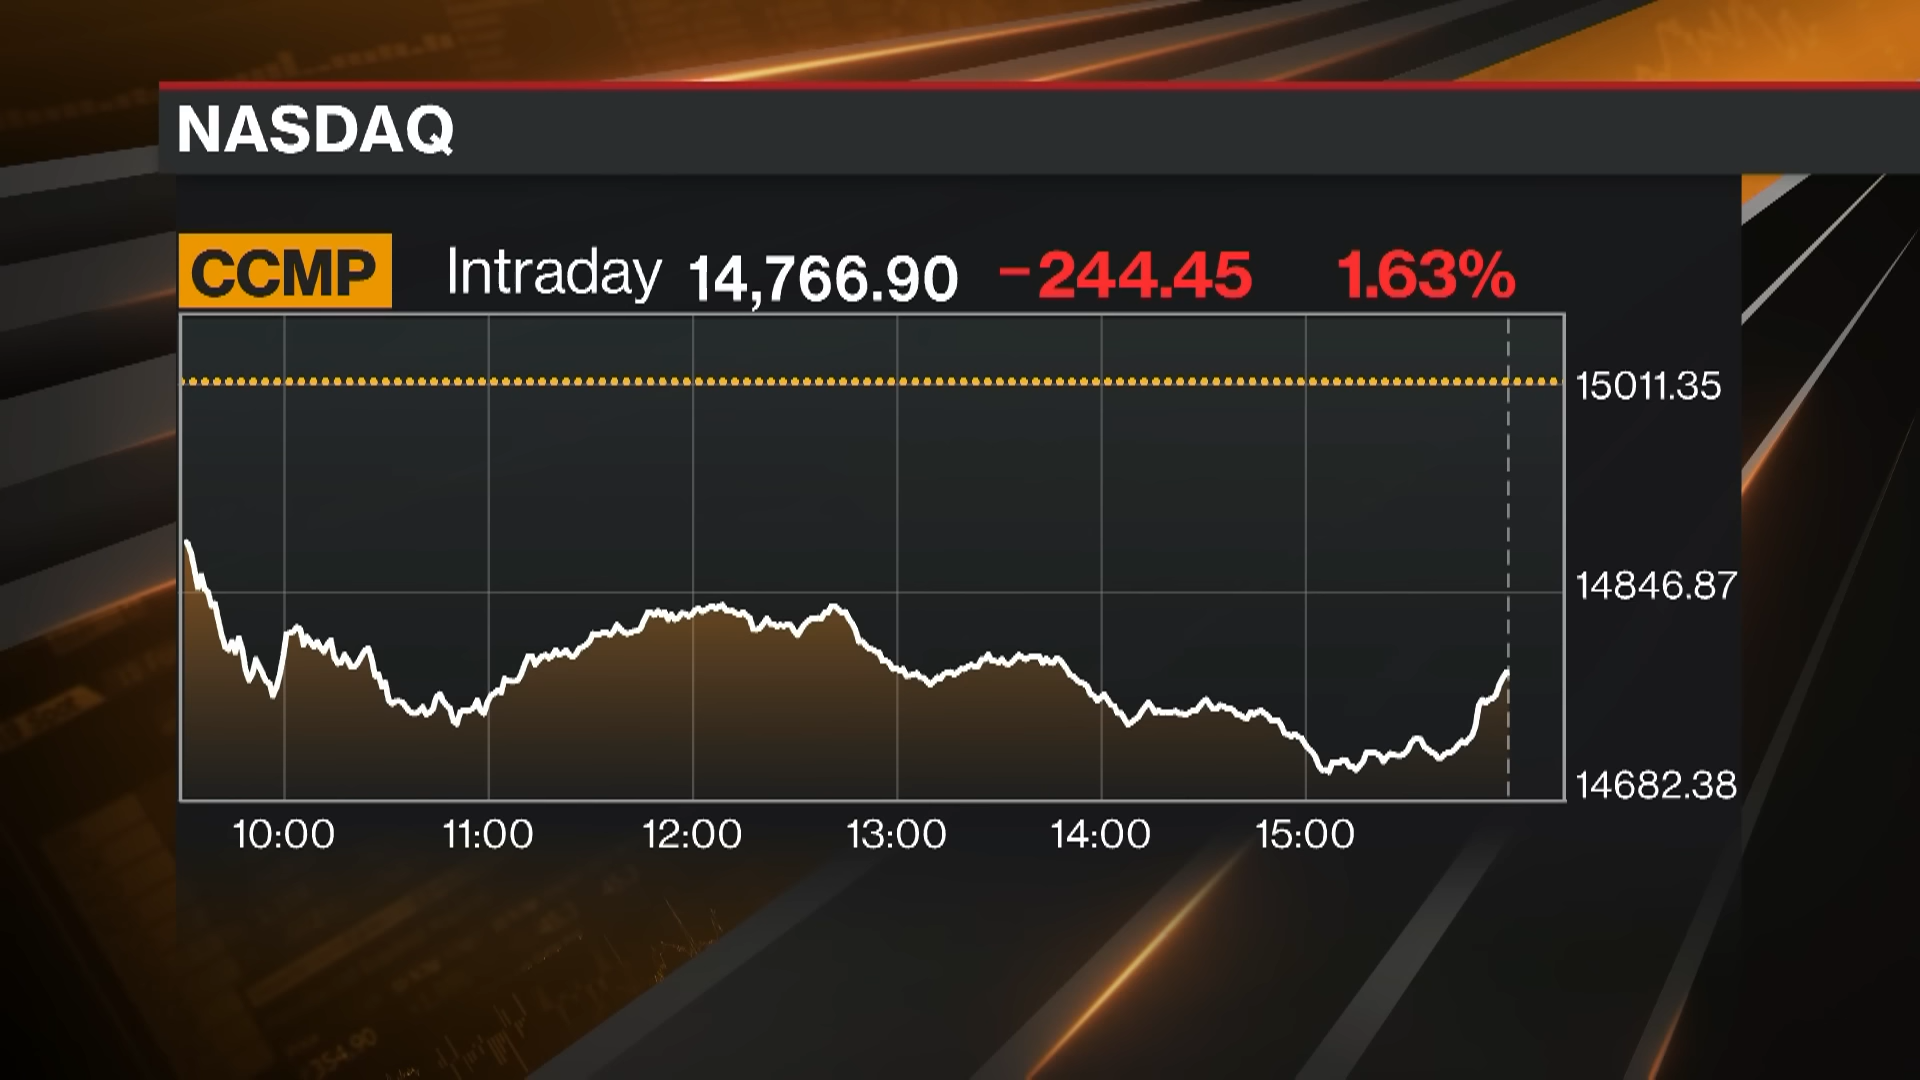 NASDAQ
CCMP Intraday 14,766.90 -244.45 1.63%
15011.35
14846.87
14682.38
10:00 11:00 12:00 13:00 14:00 15:00